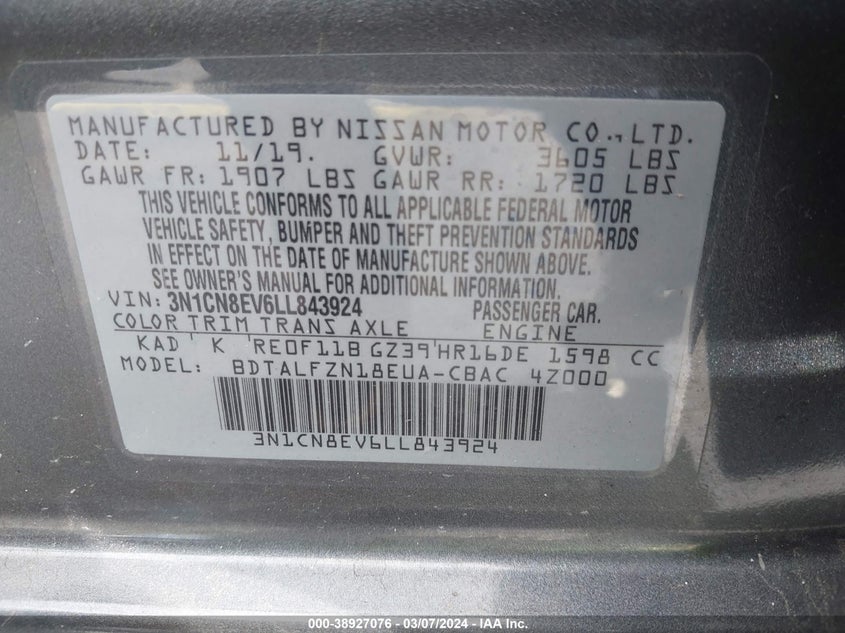 MANUFACTURED BY NISSAN MOTOR CO., LTD.
DATE: 11/19. GVWR: 3605 LBS
GAWR FR: 1907 LBS GAWR RR: 1720 LBS
THIS VEHICLE CONFORMS TO ALL APPLICABLE FEDERAL MOTOR
VEHICLE SAFETY, BUMPER AND THEFT PREVENTION STANDARDS
IN EFFECT ON THE DATE OF MANUFACTURE SHOWN ABOVE.
SEE OWNER'S MANUAL FOR ADDITIONAL INFORMATION.
VIN: 3N1CN8EV6LL843924 PASSENGER CAR.
COLOR TRIM TRANS AXLE ENGINE
KAD K RE0F11B GZ39 HR16DE 1598 CC
MODEL: BDTALFZN18EUA-CBAC 4Z000
3N1CN8EV6LL843924
000-38927076 — 03/07/2024 — IAA Inc.